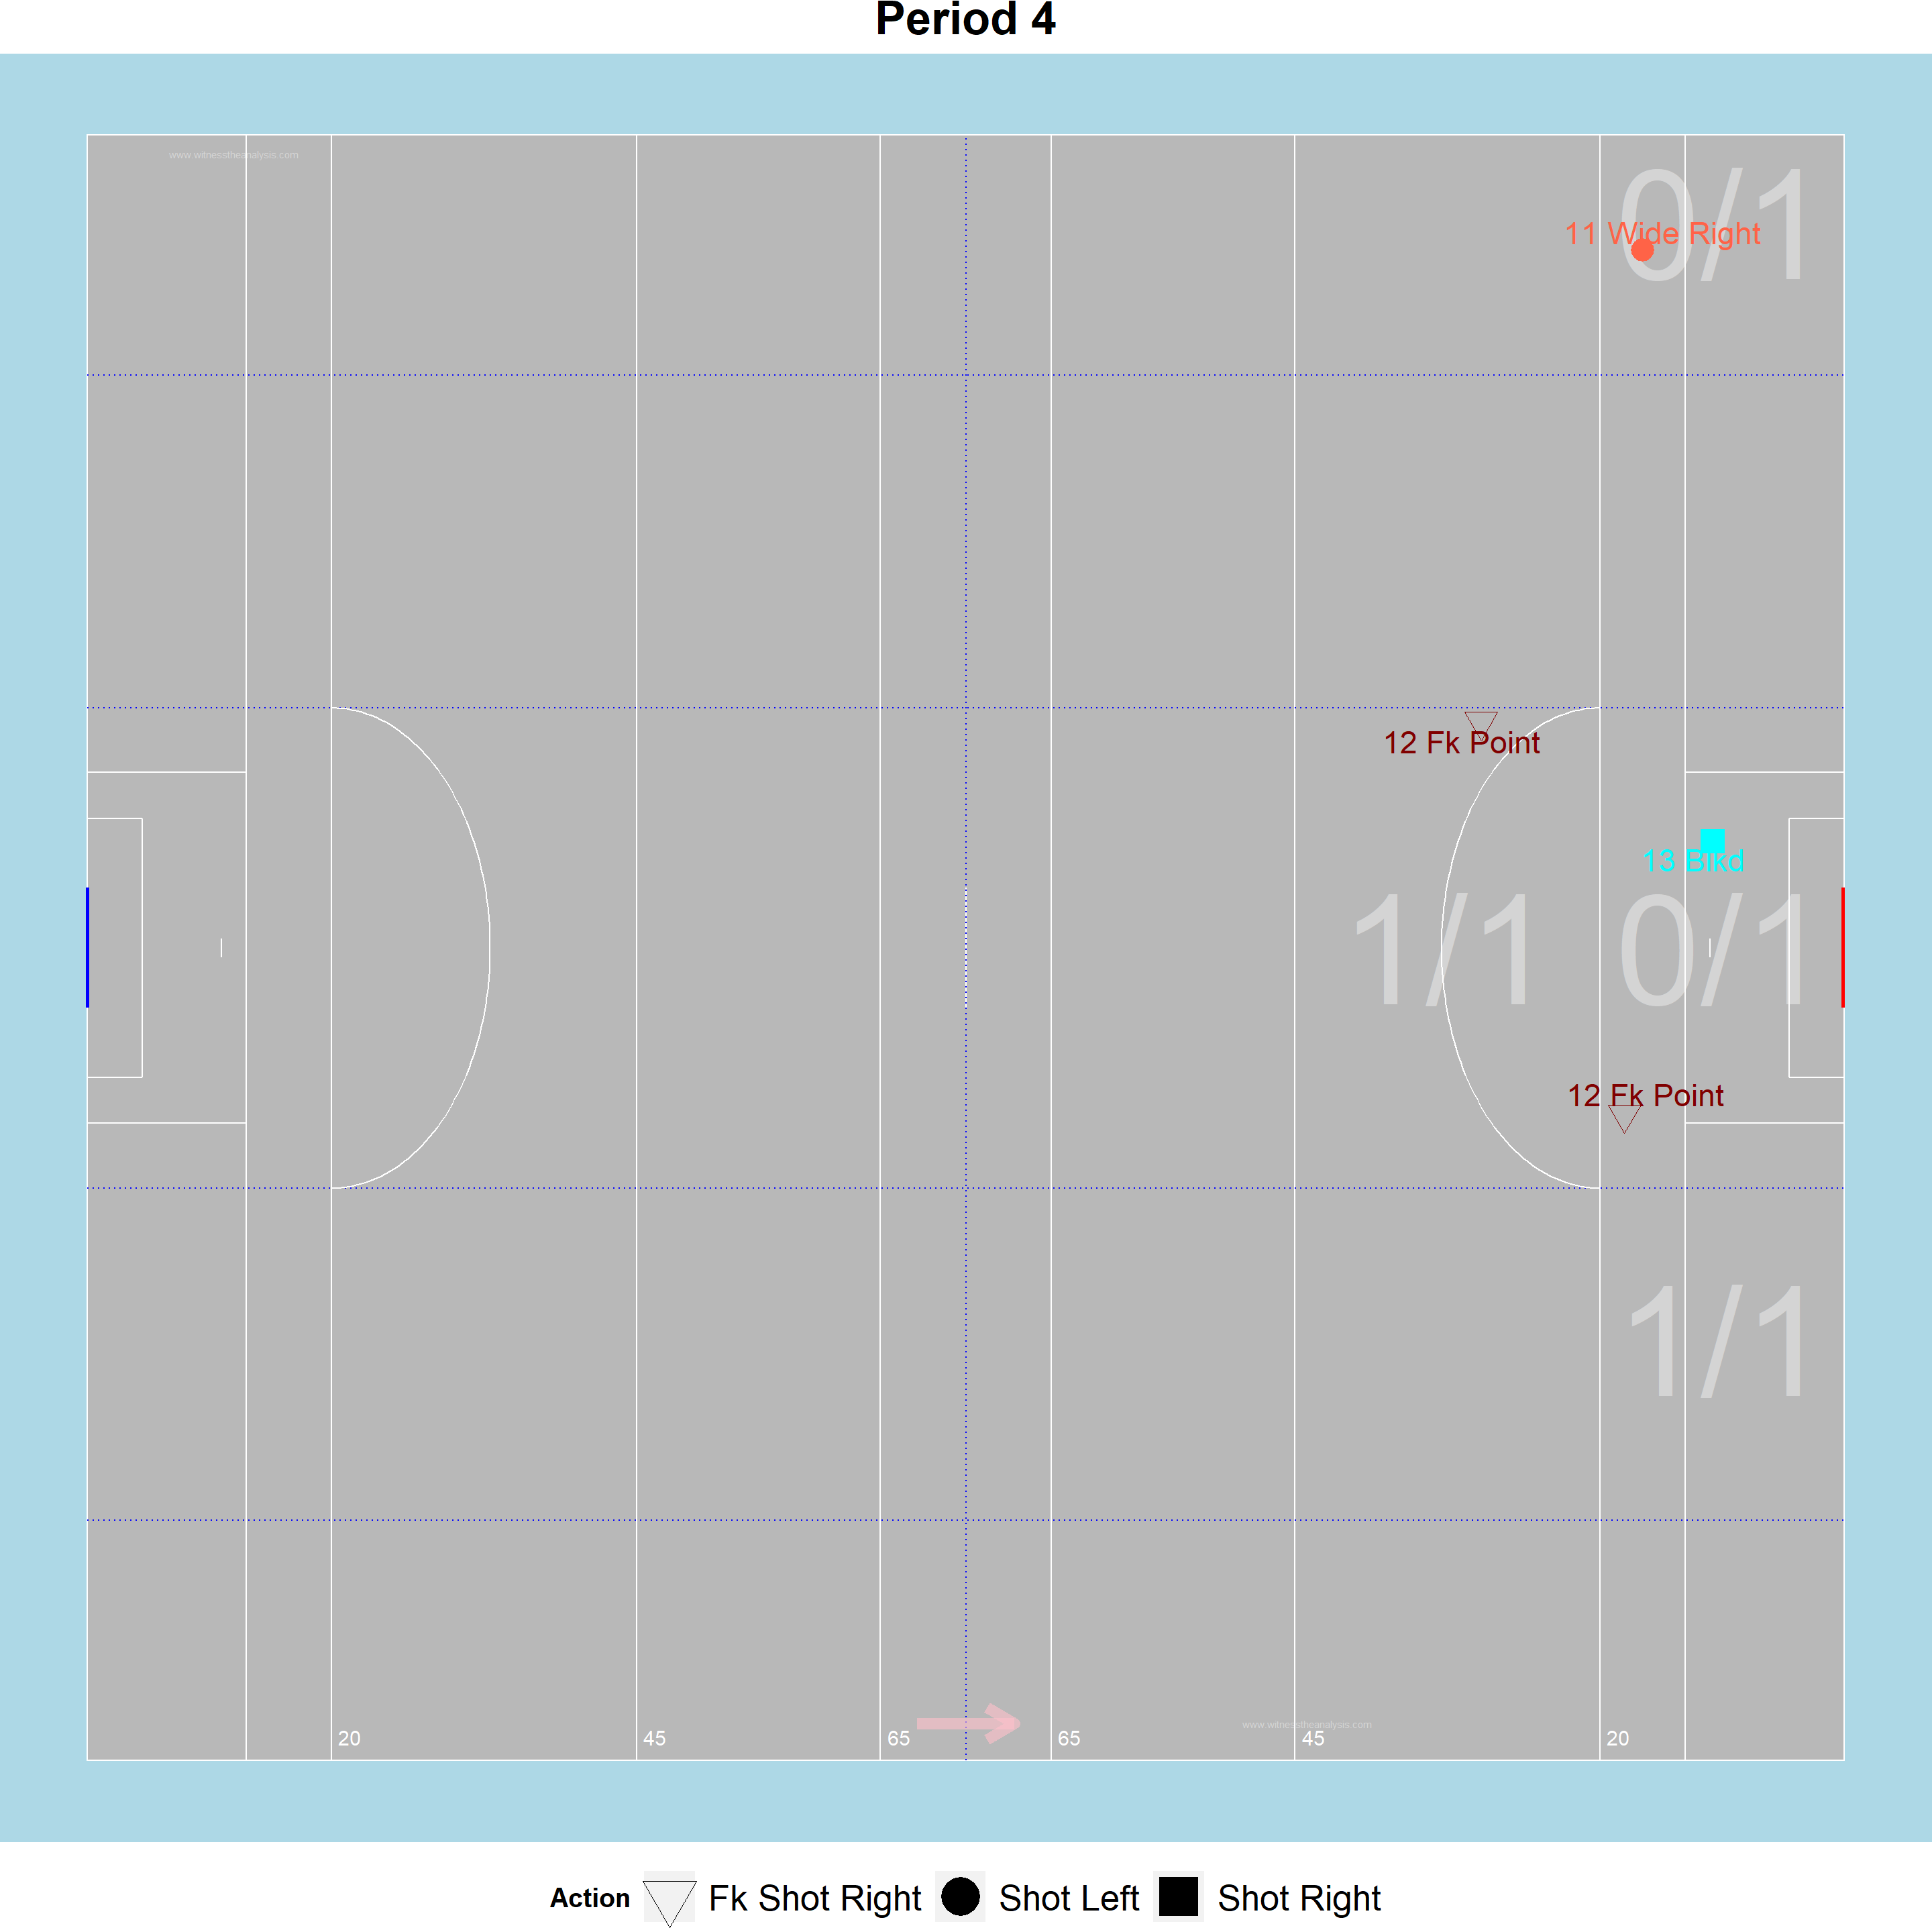 Period 4
www.witnesstheanalysis.com
0/1
11 Wide Right
12 Fk Point
13 Blkd
1/1 0/1
12 Fk Point
1/1
www.witnesstheanalysis.com
20 45 65 65 45 20
Action Fk Shot Right Shot Left Shot Right